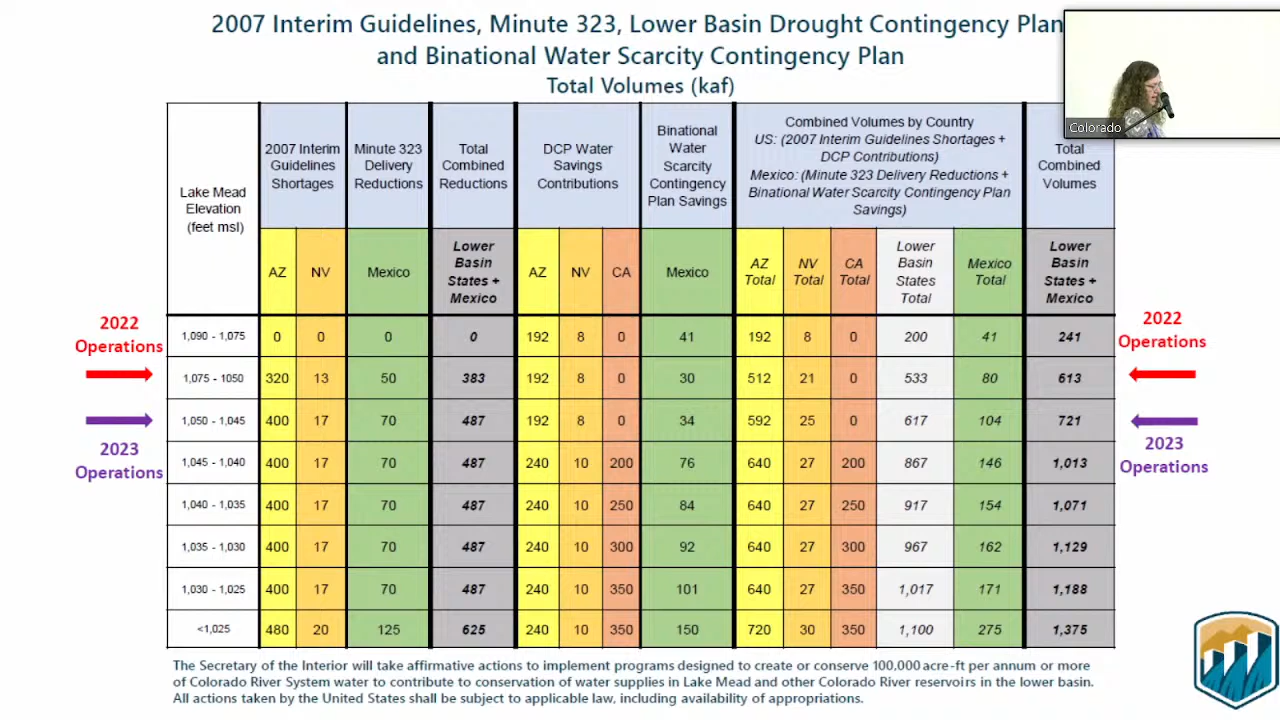 2007 Interim Guidelines, Minute 323, Lower Basin Drought Contingency Plan
and Binational Water Scarcity Contingency Plan
Total Volumes (kaf)
Colorado
Lake Mead
Elevation
(feet msl)
2007 Interim
Guidelines
Shortages
Minute 323
Delivery
Reductions
Total
Combined
Reductions
DCP Water
Savings
Contributions
Binational
Water
Scarcity
Contingency
Plan Savings
Combined Volumes by Country
US: (2007 Interim Guidelines Shortages +
DCP Contributions)
Mexico: (Minute 323 Delivery Reductions +
Binational Water Scarcity Contingency Plan
Savings)
Total
Combined
Volumes
AZ
NV
Mexico
Lower
Basin
States +
Mexico
AZ
NV
CA
Mexico
AZ
Total
NV
Total
CA
Total
Lower
Basin
States
Total
Mexico
Total
Lower
Basin
States +
Mexico
1,090 - 1,075 0 0 0 0 192 8 0 41 192 8 0 200 41 241
1,075 - 1050 320 13 50 383 192 8 0 30 512 21 0 533 80 613
1,050 - 1,045 400 17 70 487 192 8 0 34 592 25 0 617 104 721
1,045 - 1,040 400 17 70 487 240 10 200 76 640 27 200 867 146 1,013
1,040 - 1,035 400 17 70 487 240 10 250 84 640 27 250 917 154 1,071
1,035 - 1,030 400 17 70 487 240 10 300 92 640 27 300 967 162 1,129
1,030 - 1,025 400 17 70 487 240 10 350 101 640 27 350 1,017 171 1,188
<1,025 480 20 125 625 240 10 350 150 720 30 350 1,100 275 1,375
2022
Operations
2023
Operations
2022
Operations
2023
Operations
The Secretary of the Interior will take affirmative actions to implement programs designed to create or conserve 100,000 acre-ft per annum or more
of Colorado River System water to contribute to conservation of water supplies in Lake Mead and other Colorado River reservoirs in the lower basin.
All actions taken by the United States shall be subject to applicable law, including availability of appropriations.